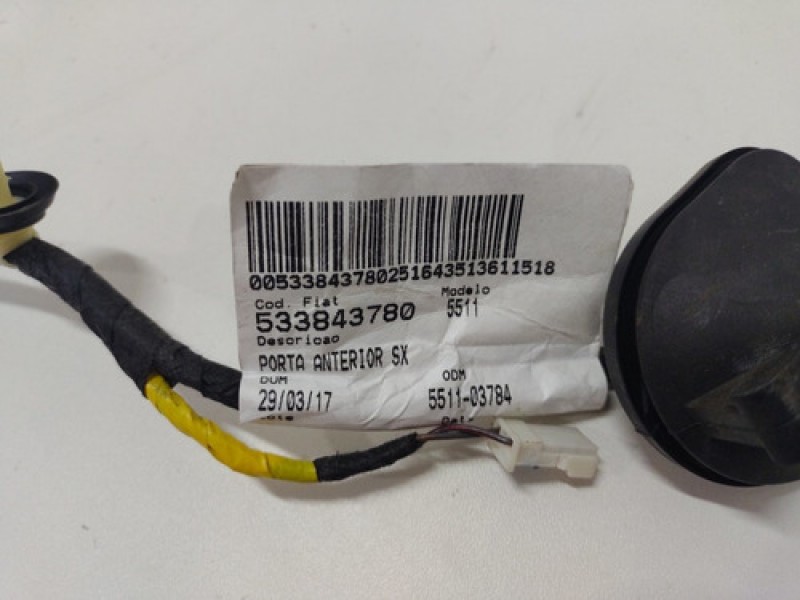 00533843780251643513611518
Cod. Fiat Modelo
533843780 5511
Descricao
PORTA ANTERIOR SX
DUM ODM
29/03/17 5511-03784